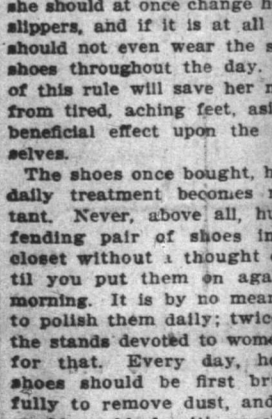 she should at once change h
slippers, and if it is at all
should not even wear the s
shoes throughout the day.
of this rule will save her
from tired, aching feet, as
beneficial effect upon the
selves.
The shoes once bought, h
daily treatment becomes
tant. Never, above all, hu
fending pair of shoes in
closet without a thought
til you put them on aga
morning. It is by no mean
to polish them daily; twic
the stands devoted to wome
for that. Every day, ho
shoes should be first br
fully to remove dust, and